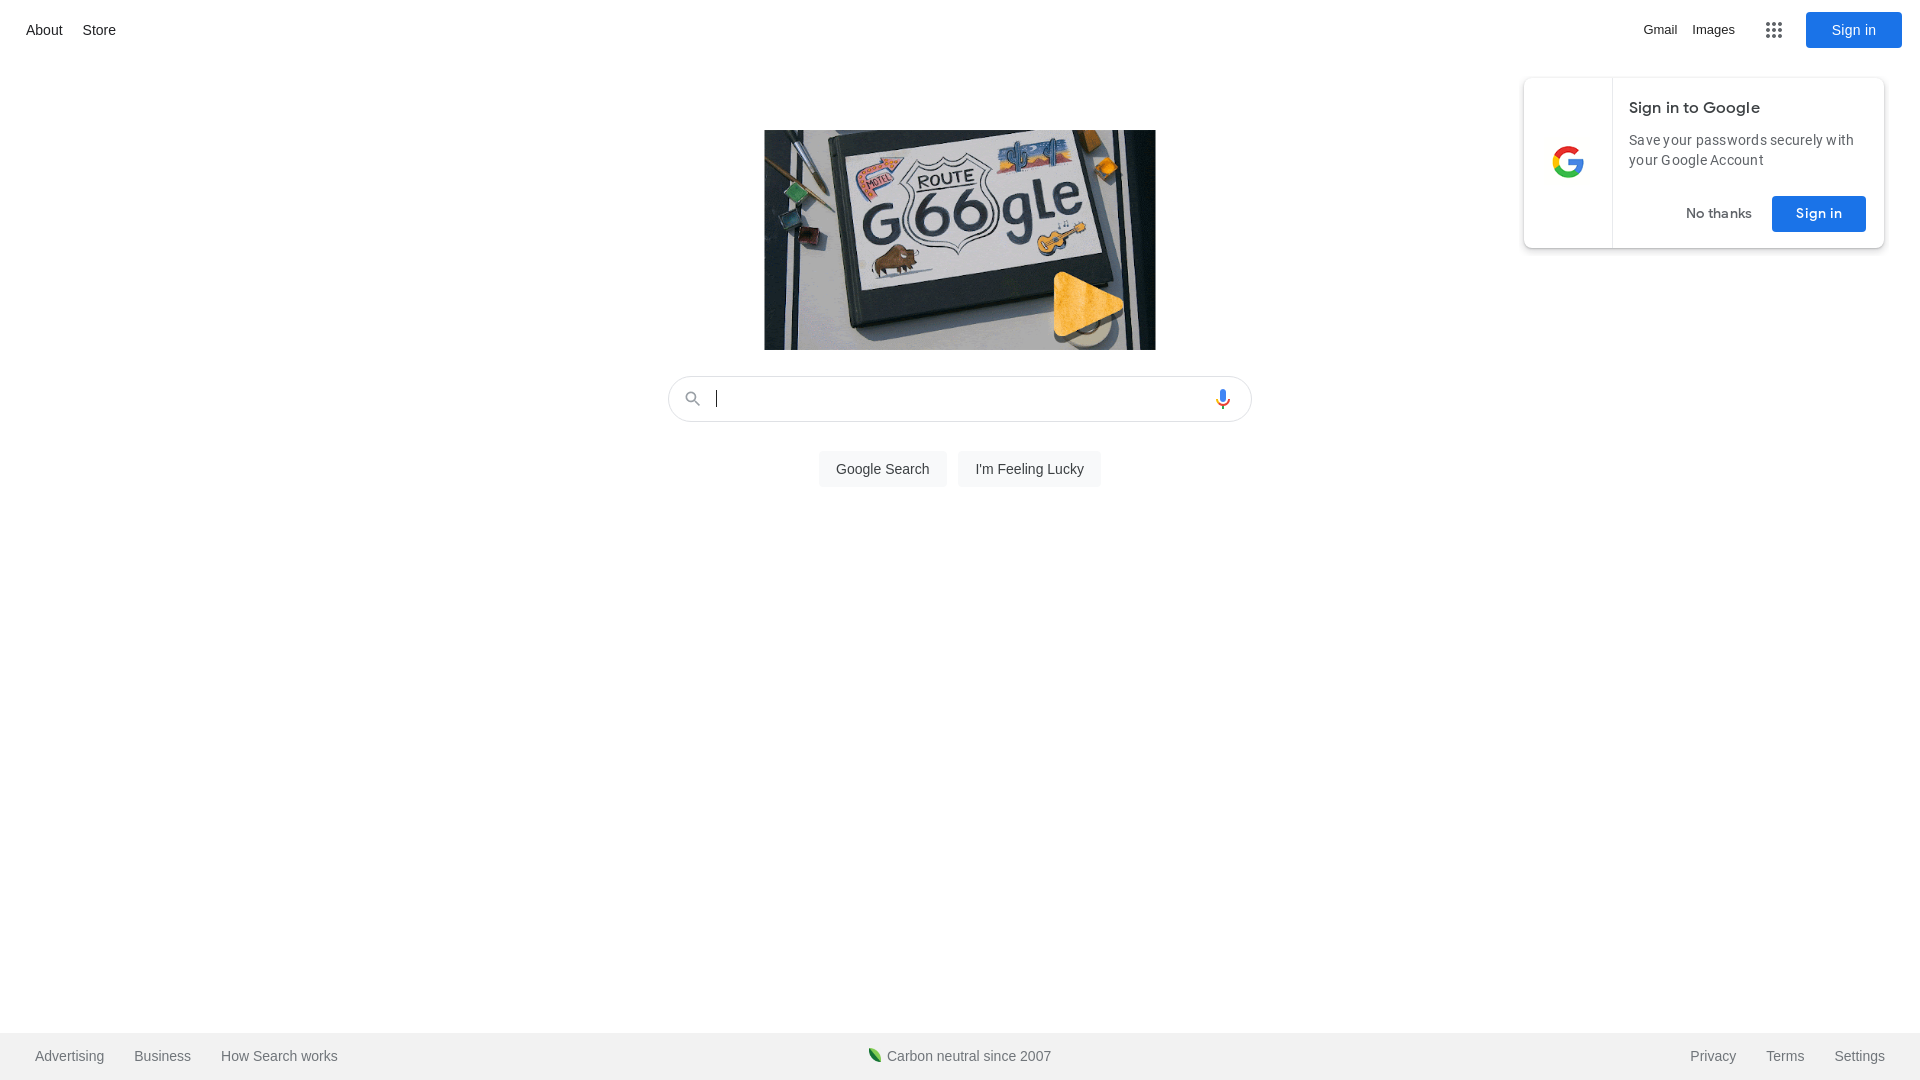 About Store
Gmail Images Sign in
Sign in to Google
Save your passwords securely with
your Google Account
No thanks Sign in
MOTEL
ROUTE
G66gle
Google Search I'm Feeling Lucky
Advertising Business How Search works
Carbon neutral since 2007
Privacy Terms Settings